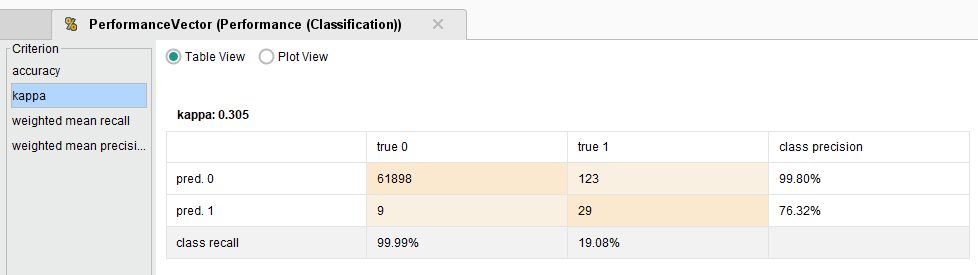 PerformanceVector (Performance (Classification))
Criterion
accuracy
kappa
weighted mean recall
weighted mean precisi...
Table View Plot View
kappa: 0.305
true 0 true 1 class precision
pred. 0 61898 123 99.80%
pred. 1 9 29 76.32%
class recall 99.99% 19.08%